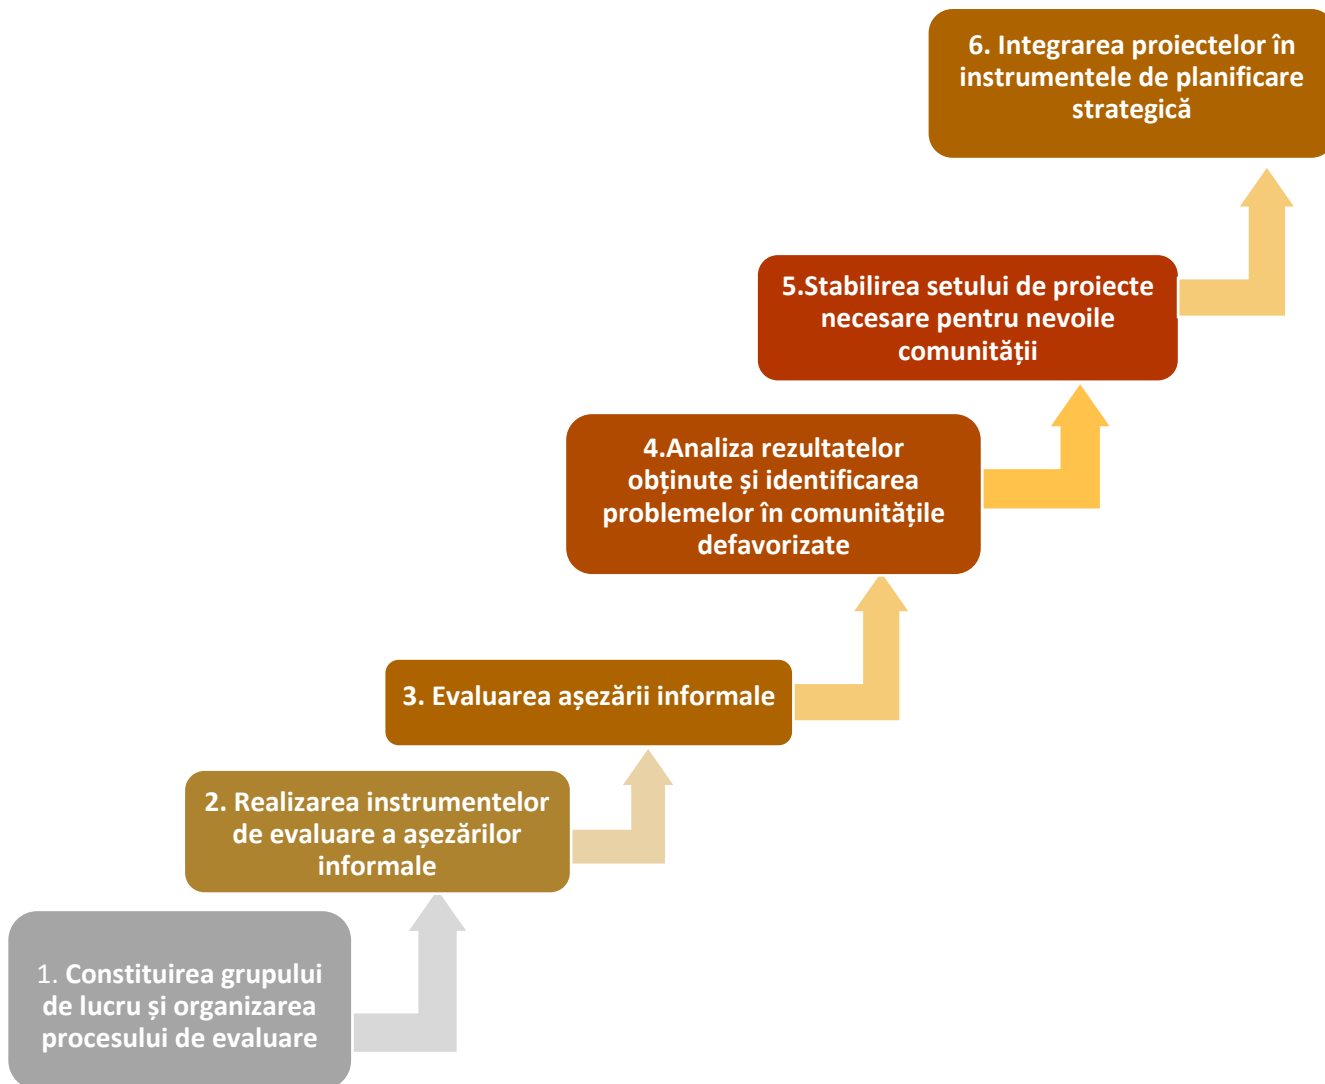 6. Integrarea proiectelor în
instrumentele de planificare
strategică
5.Stabilirea setului de proiecte
necesare pentru nevoile
comunității
4.Analiza rezultatelor
obținute și identificarea
problemelor în comunitățile
defavorizate
3. Evaluarea așezării informale
2. Realizarea instrumentelor
de evaluare a așezărilor
informale
1. Constituirea grupului
de lucru și organizarea
procesului de evaluare